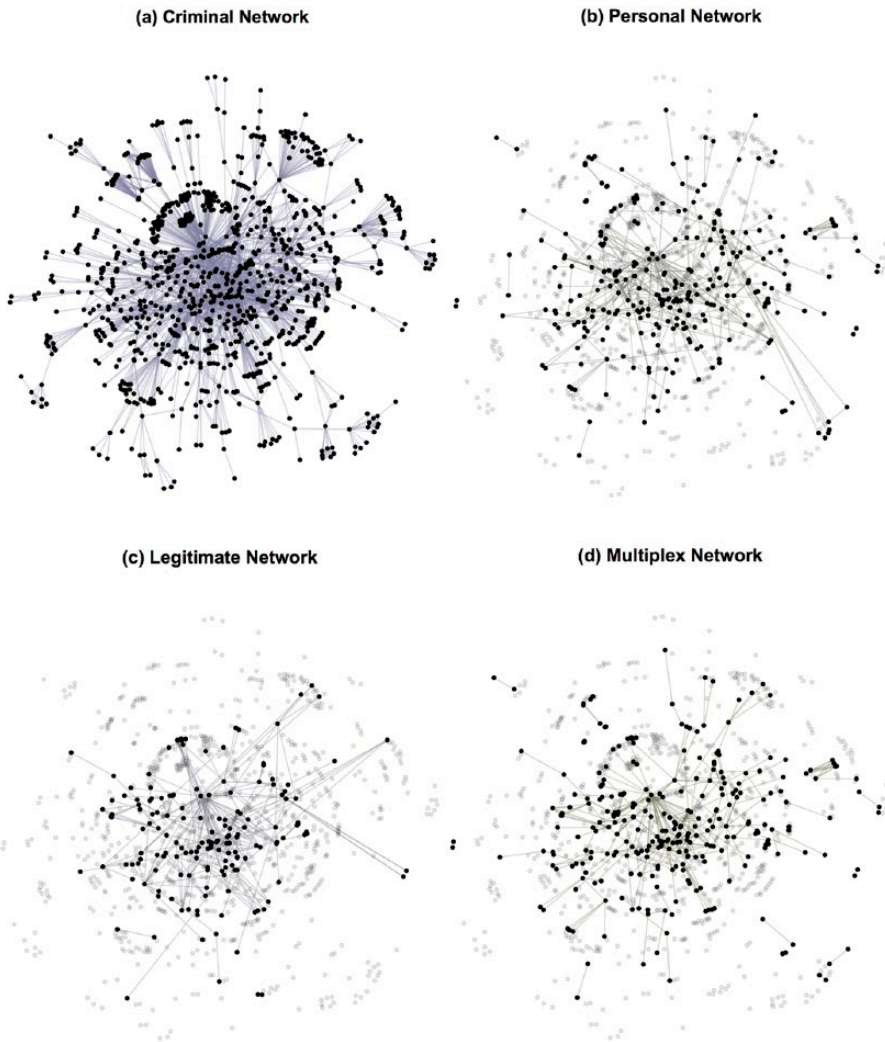 (a) Criminal Network
(b) Personal Network
(c) Legitimate Network
(d) Multiplex Network